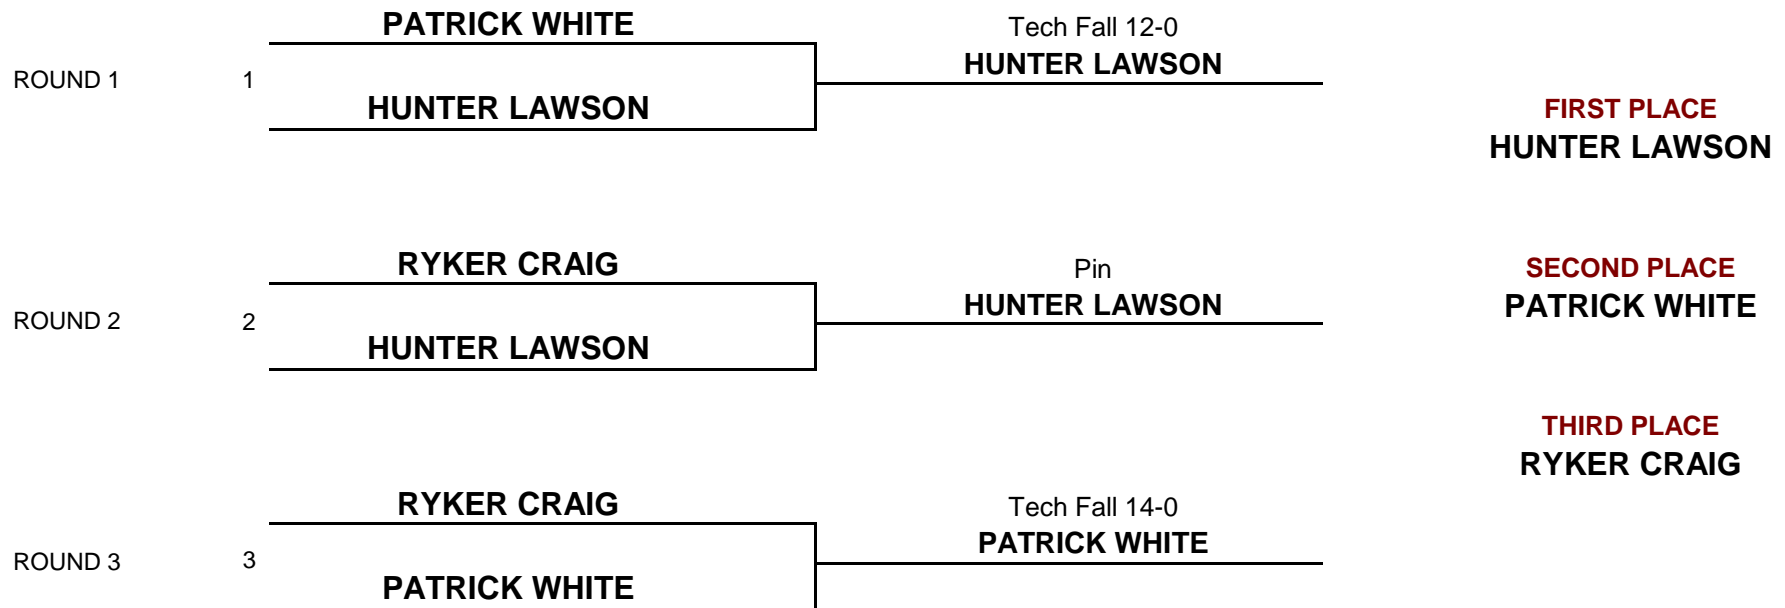 PATRICK WHITE
Tech Fall 12-0
HUNTER LAWSON
ROUND 1
1
HUNTER LAWSON
FIRST PLACE
HUNTER LAWSON
RYKER CRAIG
Pin
HUNTER LAWSON
SECOND PLACE
PATRICK WHITE
ROUND 2
2
HUNTER LAWSON
THIRD PLACE
RYKER CRAIG
RYKER CRAIG
Tech Fall 14-0
PATRICK WHITE
ROUND 3
3
PATRICK WHITE